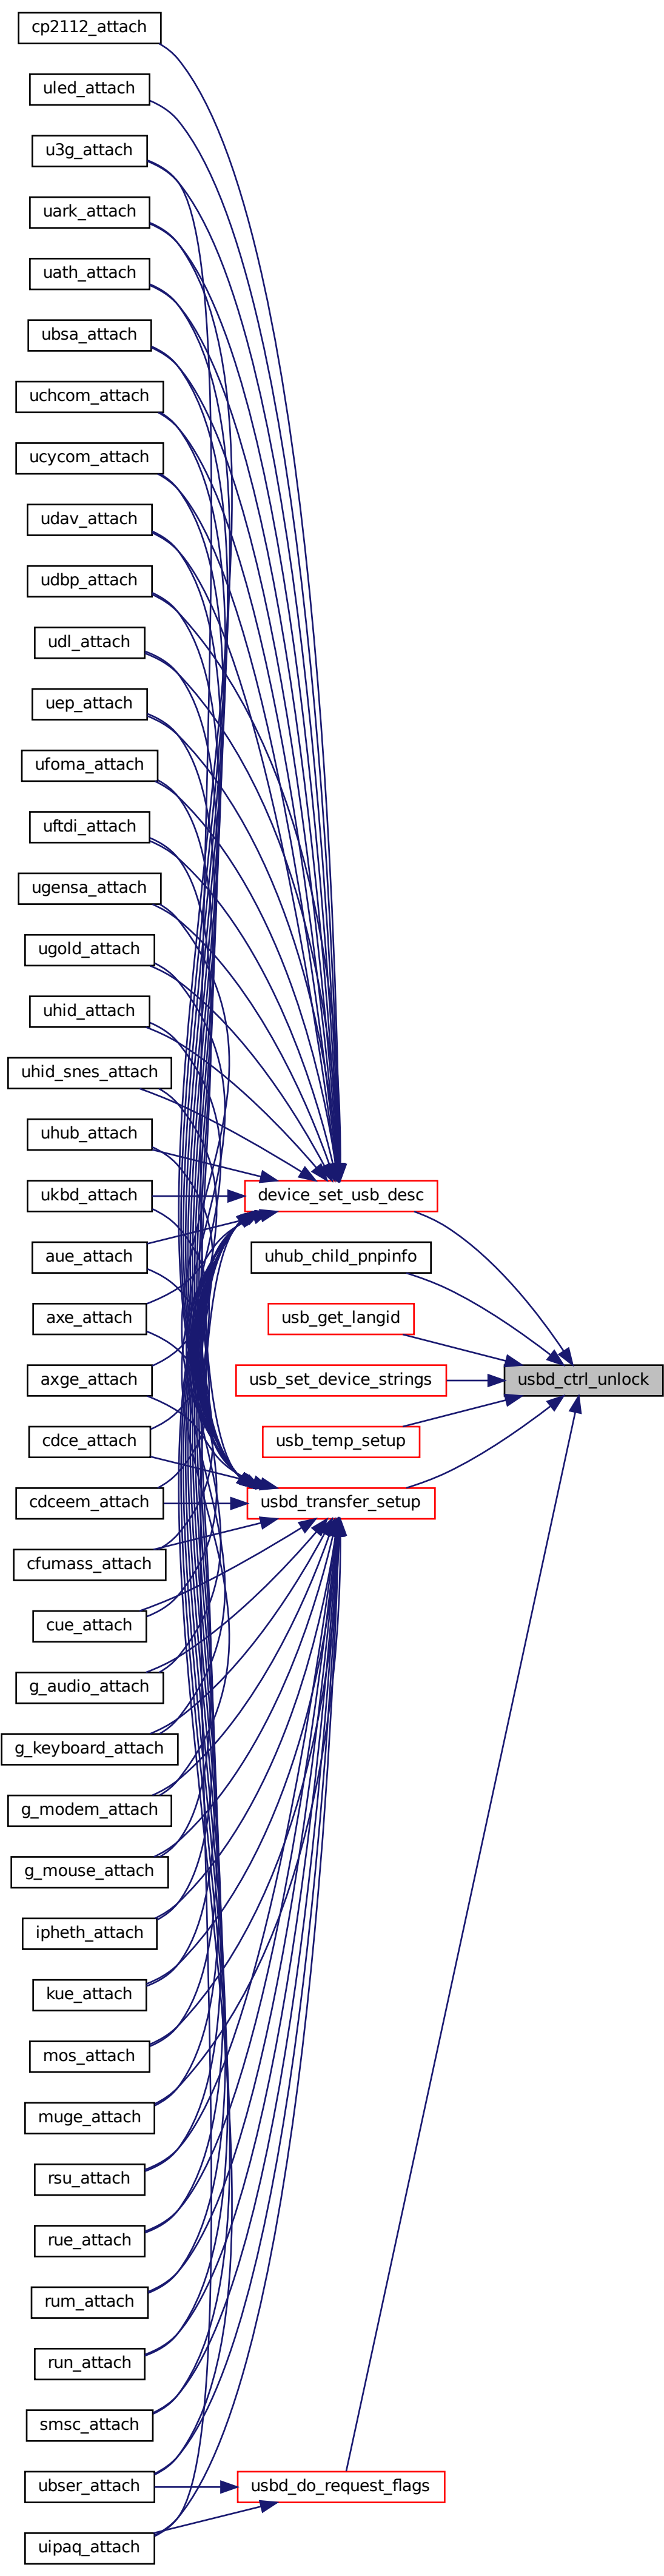 cp2112_attach
uled_attach
u3g_attach
uark_attach
uath_attach
ubsa_attach
uchcom_attach
ucycom_attach
udav_attach
udbp_attach
udl_attach
uep_attach
ufoma_attach
uftdi_attach
ugensa_attach
ugold_attach
uhid_attach
uhid_snes_attach
uhub_attach
ukbd_attach
device_set_usb_desc
aue_attach
uhub_child_pnpinfo
axe_attach
usb_get_langid
axge_attach
usb_set_device_strings
usbd_ctrl_unlock
cdce_attach
usb_temp_setup
cdceem_attach
usbd_transfer_setup
cfumass_attach
cue_attach
g_audio_attach
g_keyboard_attach
g_modem_attach
g_mouse_attach
ipheth_attach
kue_attach
mos_attach
muge_attach
rsu_attach
rue_attach
rum_attach
run_attach
smsc_attach
ubser_attach
usbd_do_request_flags
uipaq_attach